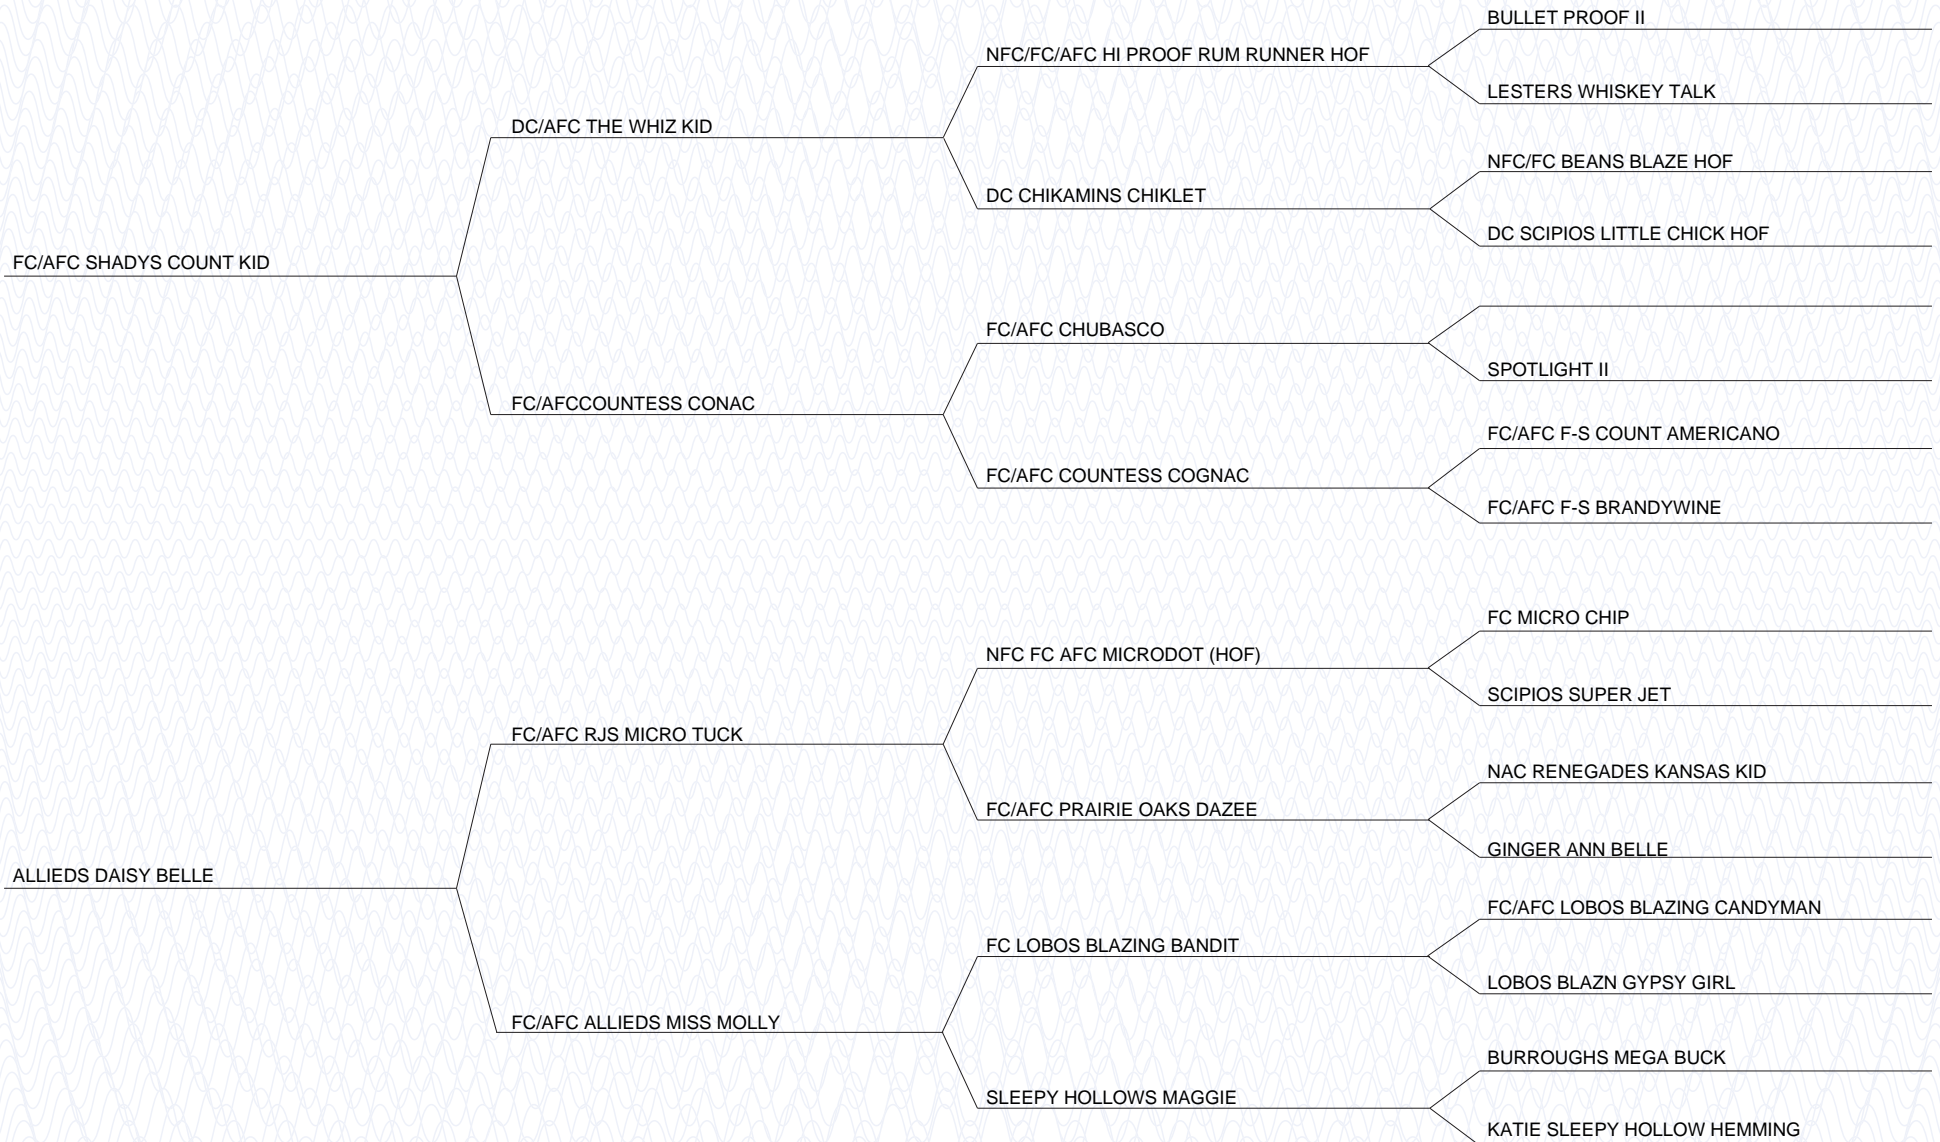 BULLET PROOF II
NFC/FC/AFC HI PROOF RUM RUNNER HOF
LESTERS WHISKEY TALK
DC/AFC THE WHIZ KID
NFC/FC BEANS BLAZE HOF
DC CHIKAMINS CHIKLET
DC SCIPIOS LITTLE CHICK HOF
FC/AFC SHADYS COUNT KID
FC/AFC CHUBASCO
SPOTLIGHT II
FC/AFCCOUNTESS CONAC
FC/AFC F-S COUNT AMERICANO
FC/AFC COUNTESS COGNAC
FC/AFC F-S BRANDYWINE
FC MICRO CHIP
NFC FC AFC MICRODOT (HOF)
SCIPIOS SUPER JET
FC/AFC RJS MICRO TUCK
NAC RENEGADES KANSAS KID
FC/AFC PRAIRIE OAKS DAZEE
GINGER ANN BELLE
ALLIEDS DAISY BELLE
FC/AFC LOBOS BLAZING CANDYMAN
FC LOBOS BLAZING BANDIT
LOBOS BLAZN GYPSY GIRL
FC/AFC ALLIEDS MISS MOLLY
BURROUGHS MEGA BUCK
SLEEPY HOLLOWS MAGGIE
KATIE SLEEPY HOLLOW HEMMING